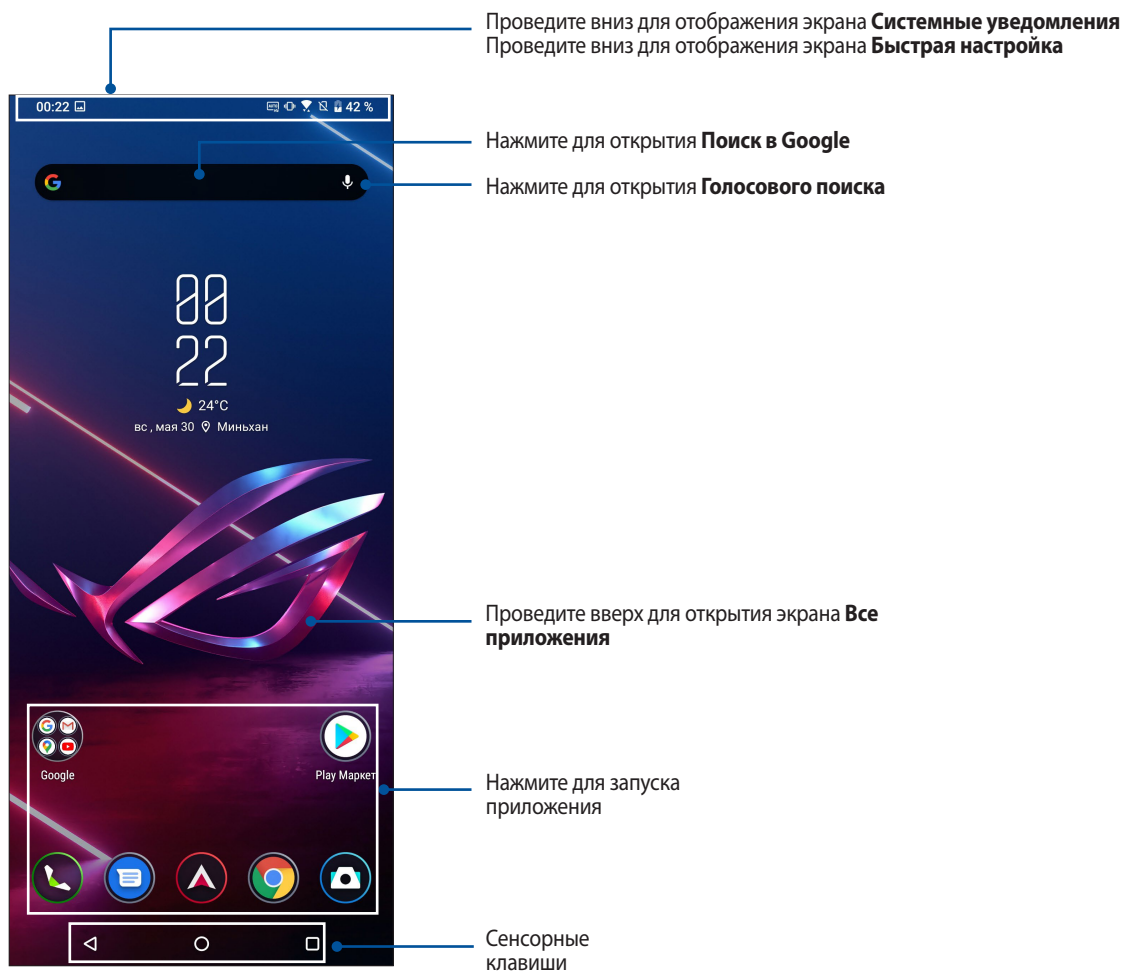 Проведите вниз для отображения экрана Системные уведомления
Проведите вниз для отображения экрана Быстрая настройка
00:22
42 %
Нажмите для открытия Поиск в Google
Нажмите для открытия Голосового поиска
00
22
24°C
вс , мая 30 Миньхан
Проведите вверх для открытия экрана Все
приложения
Google
Play Маркет
Нажмите для запуска
приложения
Сенсорные
клавиши